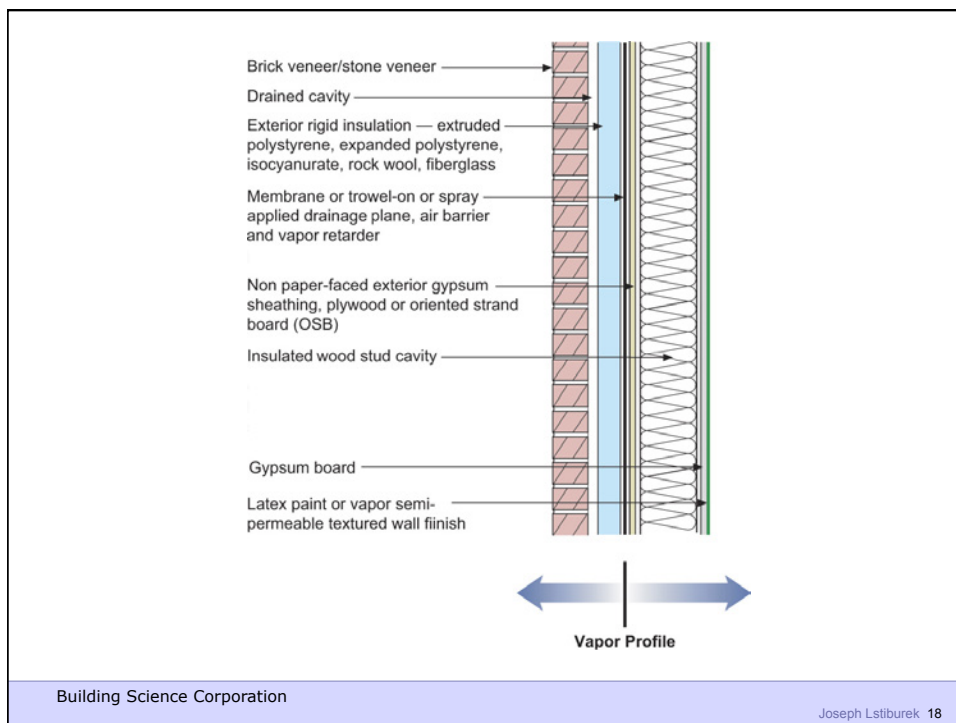 Brick veneer/stone veneer
Drained cavity
Exterior rigid insulation — extruded
polystyrene, expanded polystyrene,
isocyanurate, rock wool, fiberglass
Membrane or trowel-on or spray
applied drainage plane, air barrier
and vapor retarder
Non paper-faced exterior gypsum
sheathing, plywood or oriented strand
board (OSB)
Insulated wood stud cavity
Gypsum board
Latex paint or vapor semi-
permeable textured wall fiinish
Vapor Profile
Building Science Corporation
Joseph Lstiburek 18